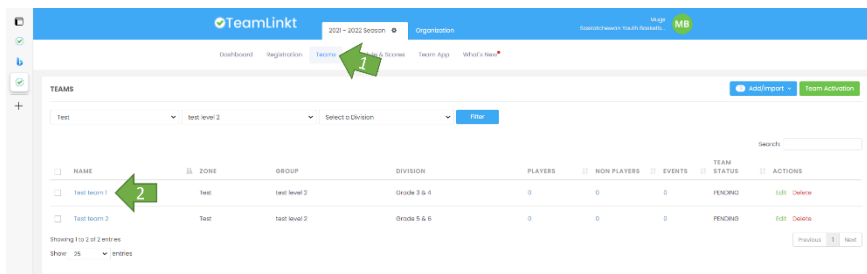 TeamLinkt
2021 - 2022 Season
Organization
Muge
Saskatchewan Youth Basketb...
MB
Dashboard Registration Teams & Scores Team App What's New
1
TEAMS
Add/Import Team Activation
Test test level 2 Select a Division Filter
Search:
NAME ZONE GROUP DIVISION PLAYERS NON PLAYERS EVENTS TEAM STATUS ACTIONS
Test team 1 Test test level 2 Grade 3 & 4 0 0 0 PENDING Edit Delete
2
Test team 2 Test test level 2 Grade 5 & 6 0 0 0 PENDING Edit Delete
Showing 1 to 2 of 2 entries
Previous 1 Next
Show 25 entries